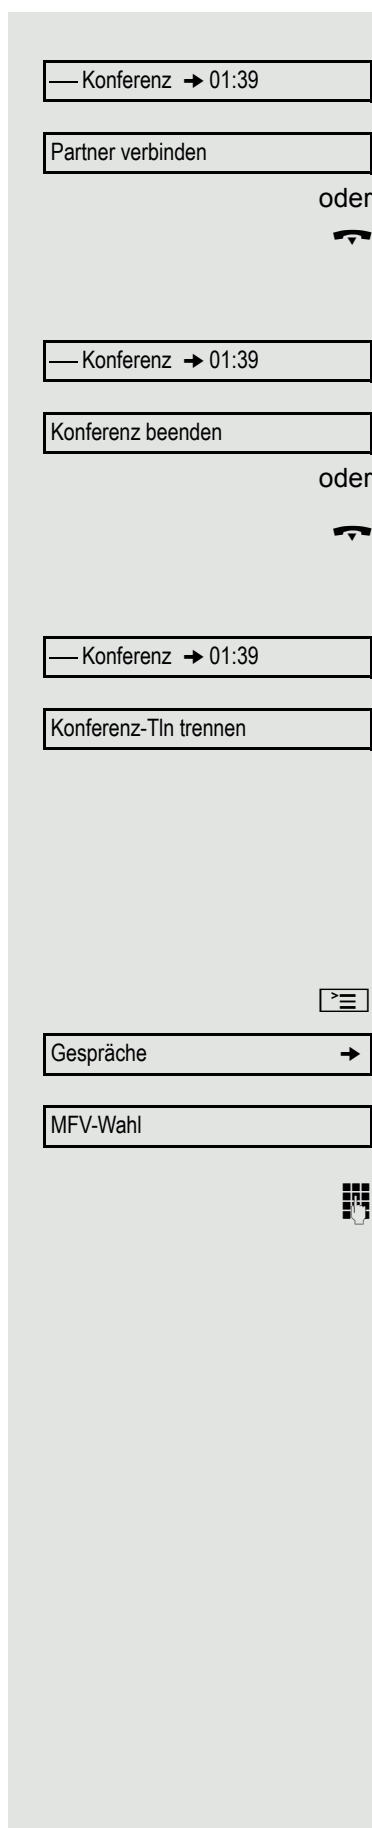 — Konferenz → 01:39
Partner verbinden
oder
— Konferenz → 01:39
Konferenz beenden
oder
— Konferenz → 01:39
Konferenz-Tln trennen
Gespräche →
MFV-Wahl